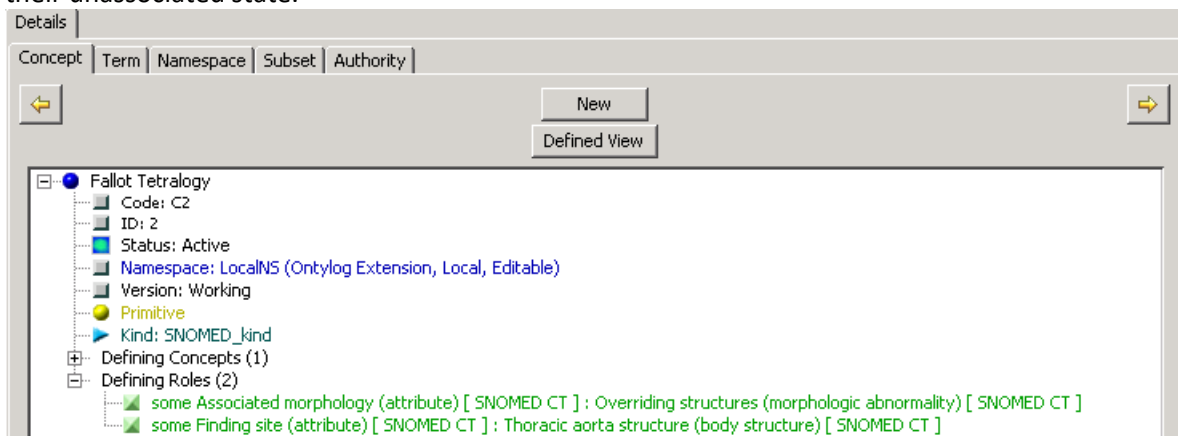 their unassociated state.
Details
Concept Term Namespace Subset Authority
New
Defined View
Fallot Tetralogy
Code: C2
ID: 2
Status: Active
Namespace: LocalNS (Ontylog Extension, Local, Editable)
Version: Working
Primitive
Kind: SNOMED_kind
Defining Concepts (1)
Defining Roles (2)
some Associated morphology (attribute) [ SNOMED CT ] : Overriding structures (morphologic abnormality) [ SNOMED CT ]
some Finding site (attribute) [ SNOMED CT ] : Thoracic aorta structure (body structure) [ SNOMED CT ]